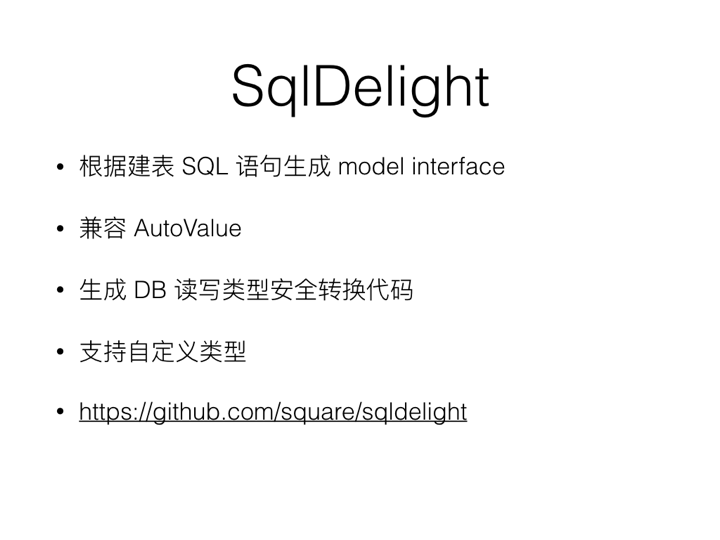 SqlDelight
• 根据建表 SQL 语句生成 model interface
• 兼容 AutoValue
• 生成 DB 读写类型安全转换代码
• 支持自定义类型
• https://github.com/square/sqldelight